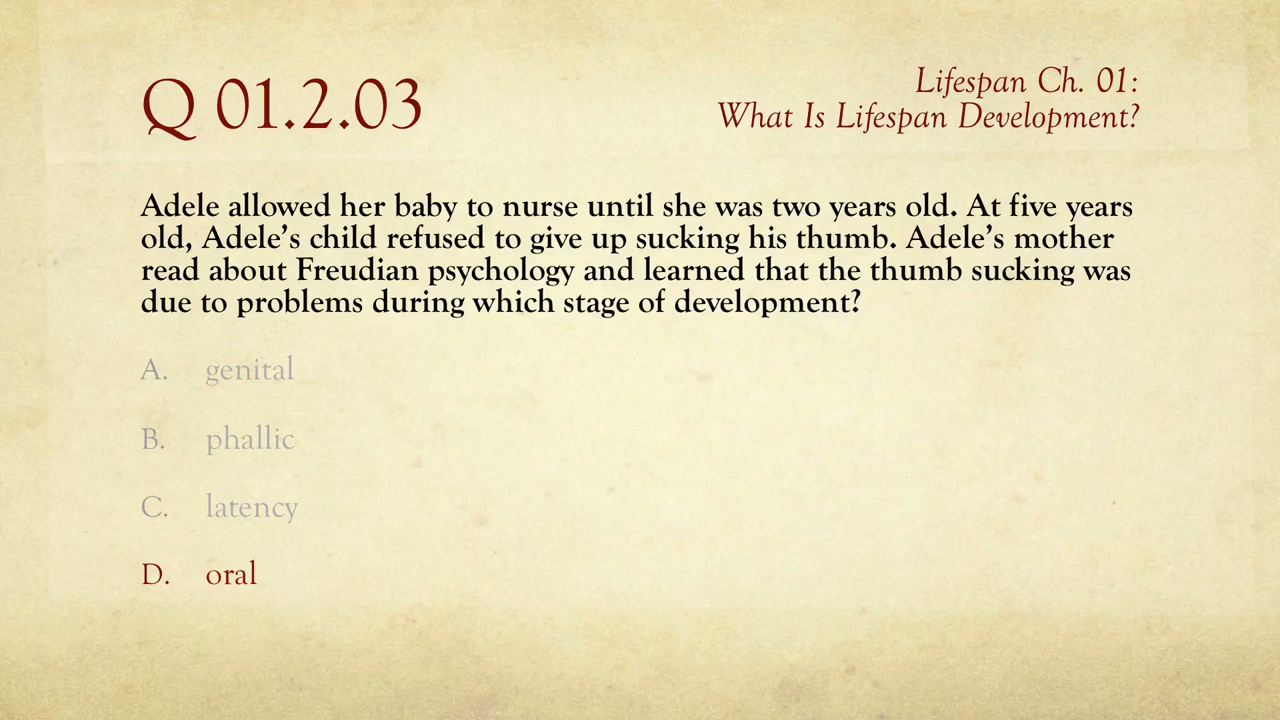 Q 01.2.03
Lifespan Ch. 01:
What Is Lifespan Development?
Adele allowed her baby to nurse until she was two years old. At five years
old, Adele’s child refused to give up sucking his thumb. Adele’s mother
read about Freudian psychology and learned that the thumb sucking was
due to problems during which stage of development?
A. genital
B. phallic
C. latency
D. oral